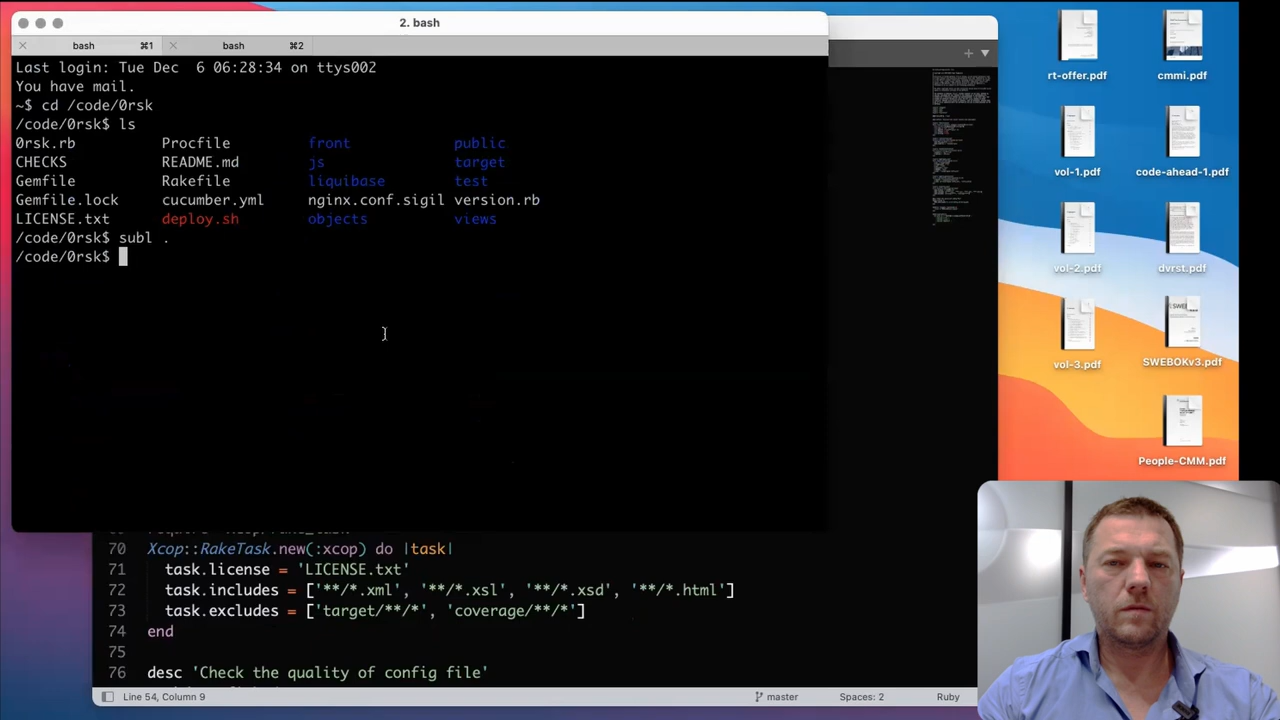 2. bash
bash ⌘1 bash ⌘2
Last login: Tue Dec  6 06:28:34 on ttys002
You have mail.
~$ cd /code/0rsk
/code/0rsk$ ls
0rsk.rb Procfile front public
CHECKS README.md js target
Gemfile Rakefile liquibase test
Gemfile.lock cucumber.yml nginx.conf.sigil version.rb
LICENSE.txt deploy.sh objects views
/code/0rsk$ subl .
/code/0rsk$
70 Xcop::RakeTask.new(:xcop) do |task|
71 task.license = 'LICENSE.txt'
72 task.includes = ['**/*.xml', '**/*.xsl', '**/*.xsd', '**/*.html']
73 task.excludes = ['target/**/*', 'coverage/**/*']
74 end
75
76 desc 'Check the quality of config file'
Line 54, Column 9 master Spaces: 2 Ruby
rt-offer.pdf cmmi.pdf
vol-1.pdf code-ahead-1.pdf
vol-2.pdf dvrst.pdf
vol-3.pdf SWEBOKv3.pdf
People-CMM.pdf